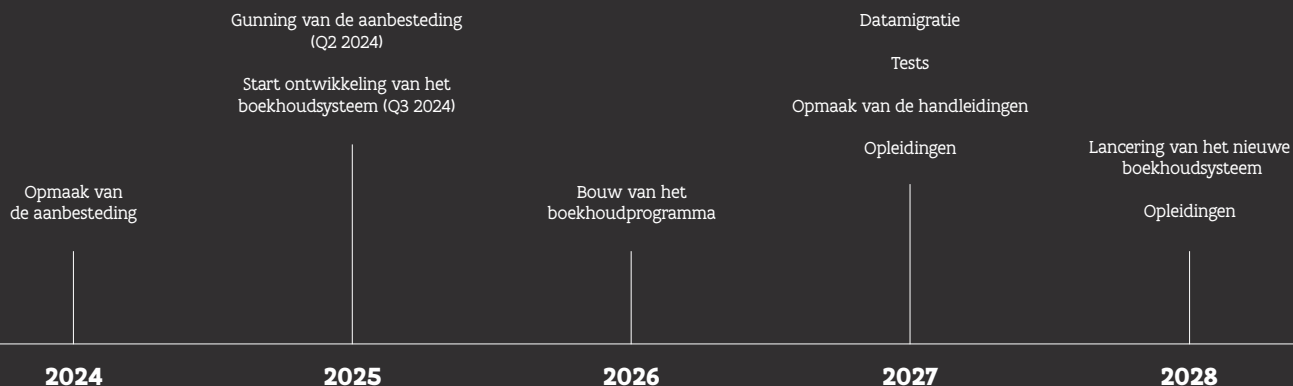 Opmaak van
de aanbesteding
2024
Gunning van de aanbesteding
(Q2 2024)
Start ontwikkeling van het
boekhoudsysteem (Q3 2024)
2025
Bouw van het
boekhoudprogramma
2026
Datamigratie
Tests
Opmaak van de handleidingen
Opleidingen
2027
Lancering van het nieuwe
boekhoudsysteem
Opleidingen
2028